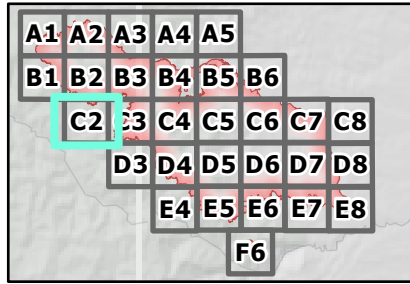 A1 A2 A3 A4 A5
B1 B2 B3 B4 B5 B6
C2 C3 C4 C5 C6 C7 C8
D3 D4 D5 D6 D7 D8
E4 E5 E6 E7 E8
F6